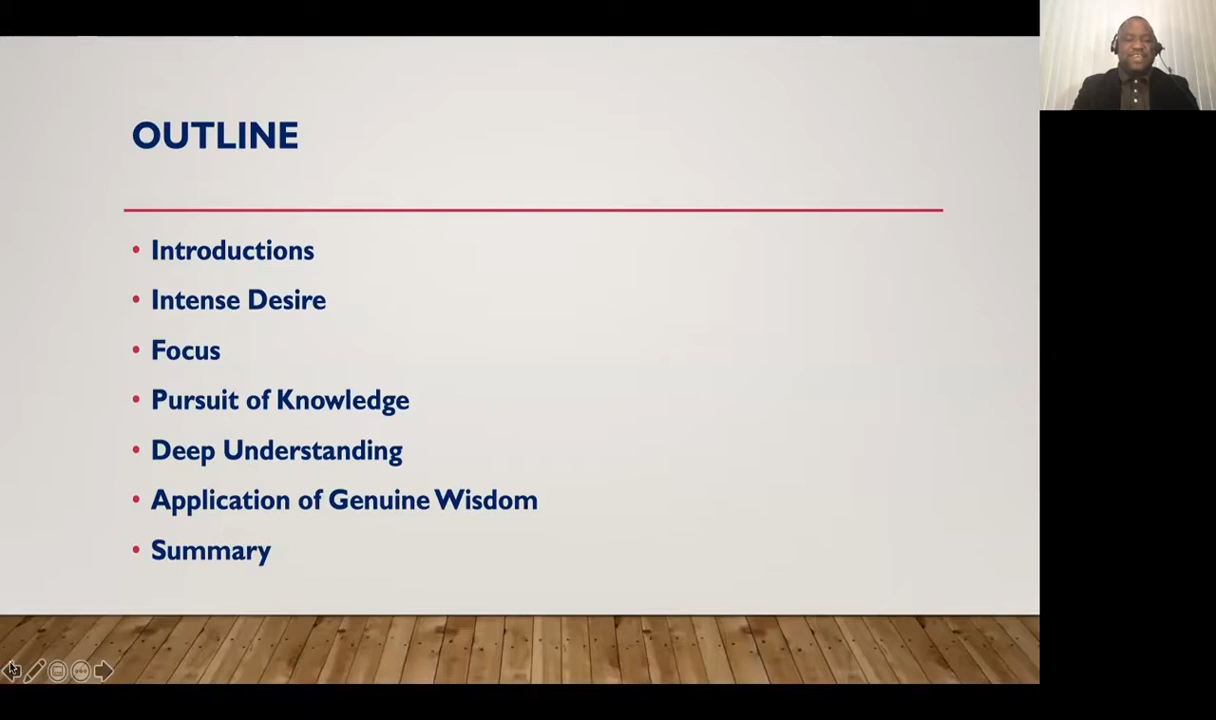 OUTLINE
Introductions
Intense Desire
Focus
Pursuit of Knowledge
Deep Understanding
Application of Genuine Wisdom
Summary